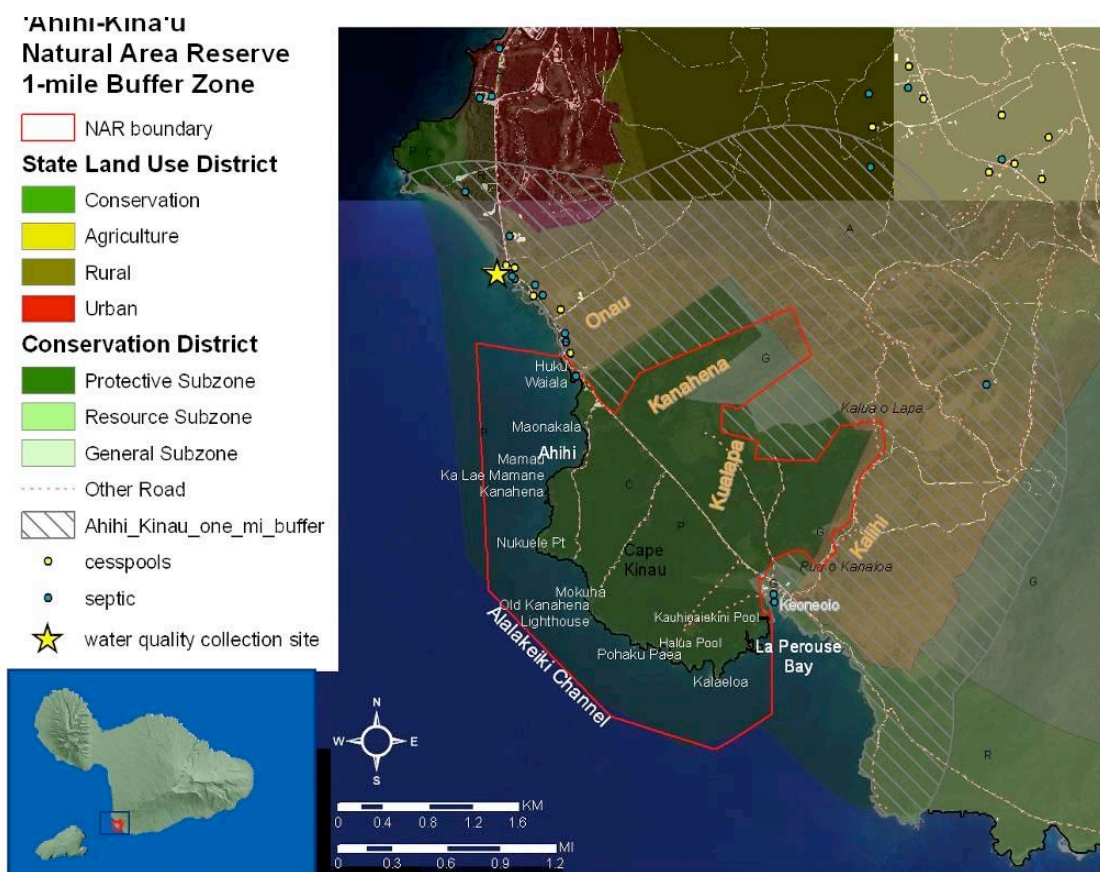 'Ahihi-Kina'u
Natural Area Reserve
1-mile Buffer Zone
NAR boundary
State Land Use District
Conservation
Agriculture
Rural
Urban
Conservation District
Protective Subzone
Resource Subzone
General Subzone
Other Road
Ahihi_Kinau_one_mi_buffer
cesspools
septic
water quality collection site
A
Onau
G
Kanahena
Huku
Waiala
Kalua o Lapa
P
Maonakala
Ahihi
Mamau
Ka Lae Mamane
Kanahena
Kualapa
C
P
G
Kalihi
Nukuele Pt
Cape
Kinau
Puu o Kanaloa
G
G
Mokuha
Old Kanahena
Lighthouse
Kauhipaiekini Pool
Keoneoio
Halua Pool
Pohaku Paea
La Perouse
Bay
Kalaeloa
Alalakeiki Channel
R
N
W E
S
KM
0 0.4 0.8 1.2 1.6
MI
0 0.3 0.6 0.9 1.2